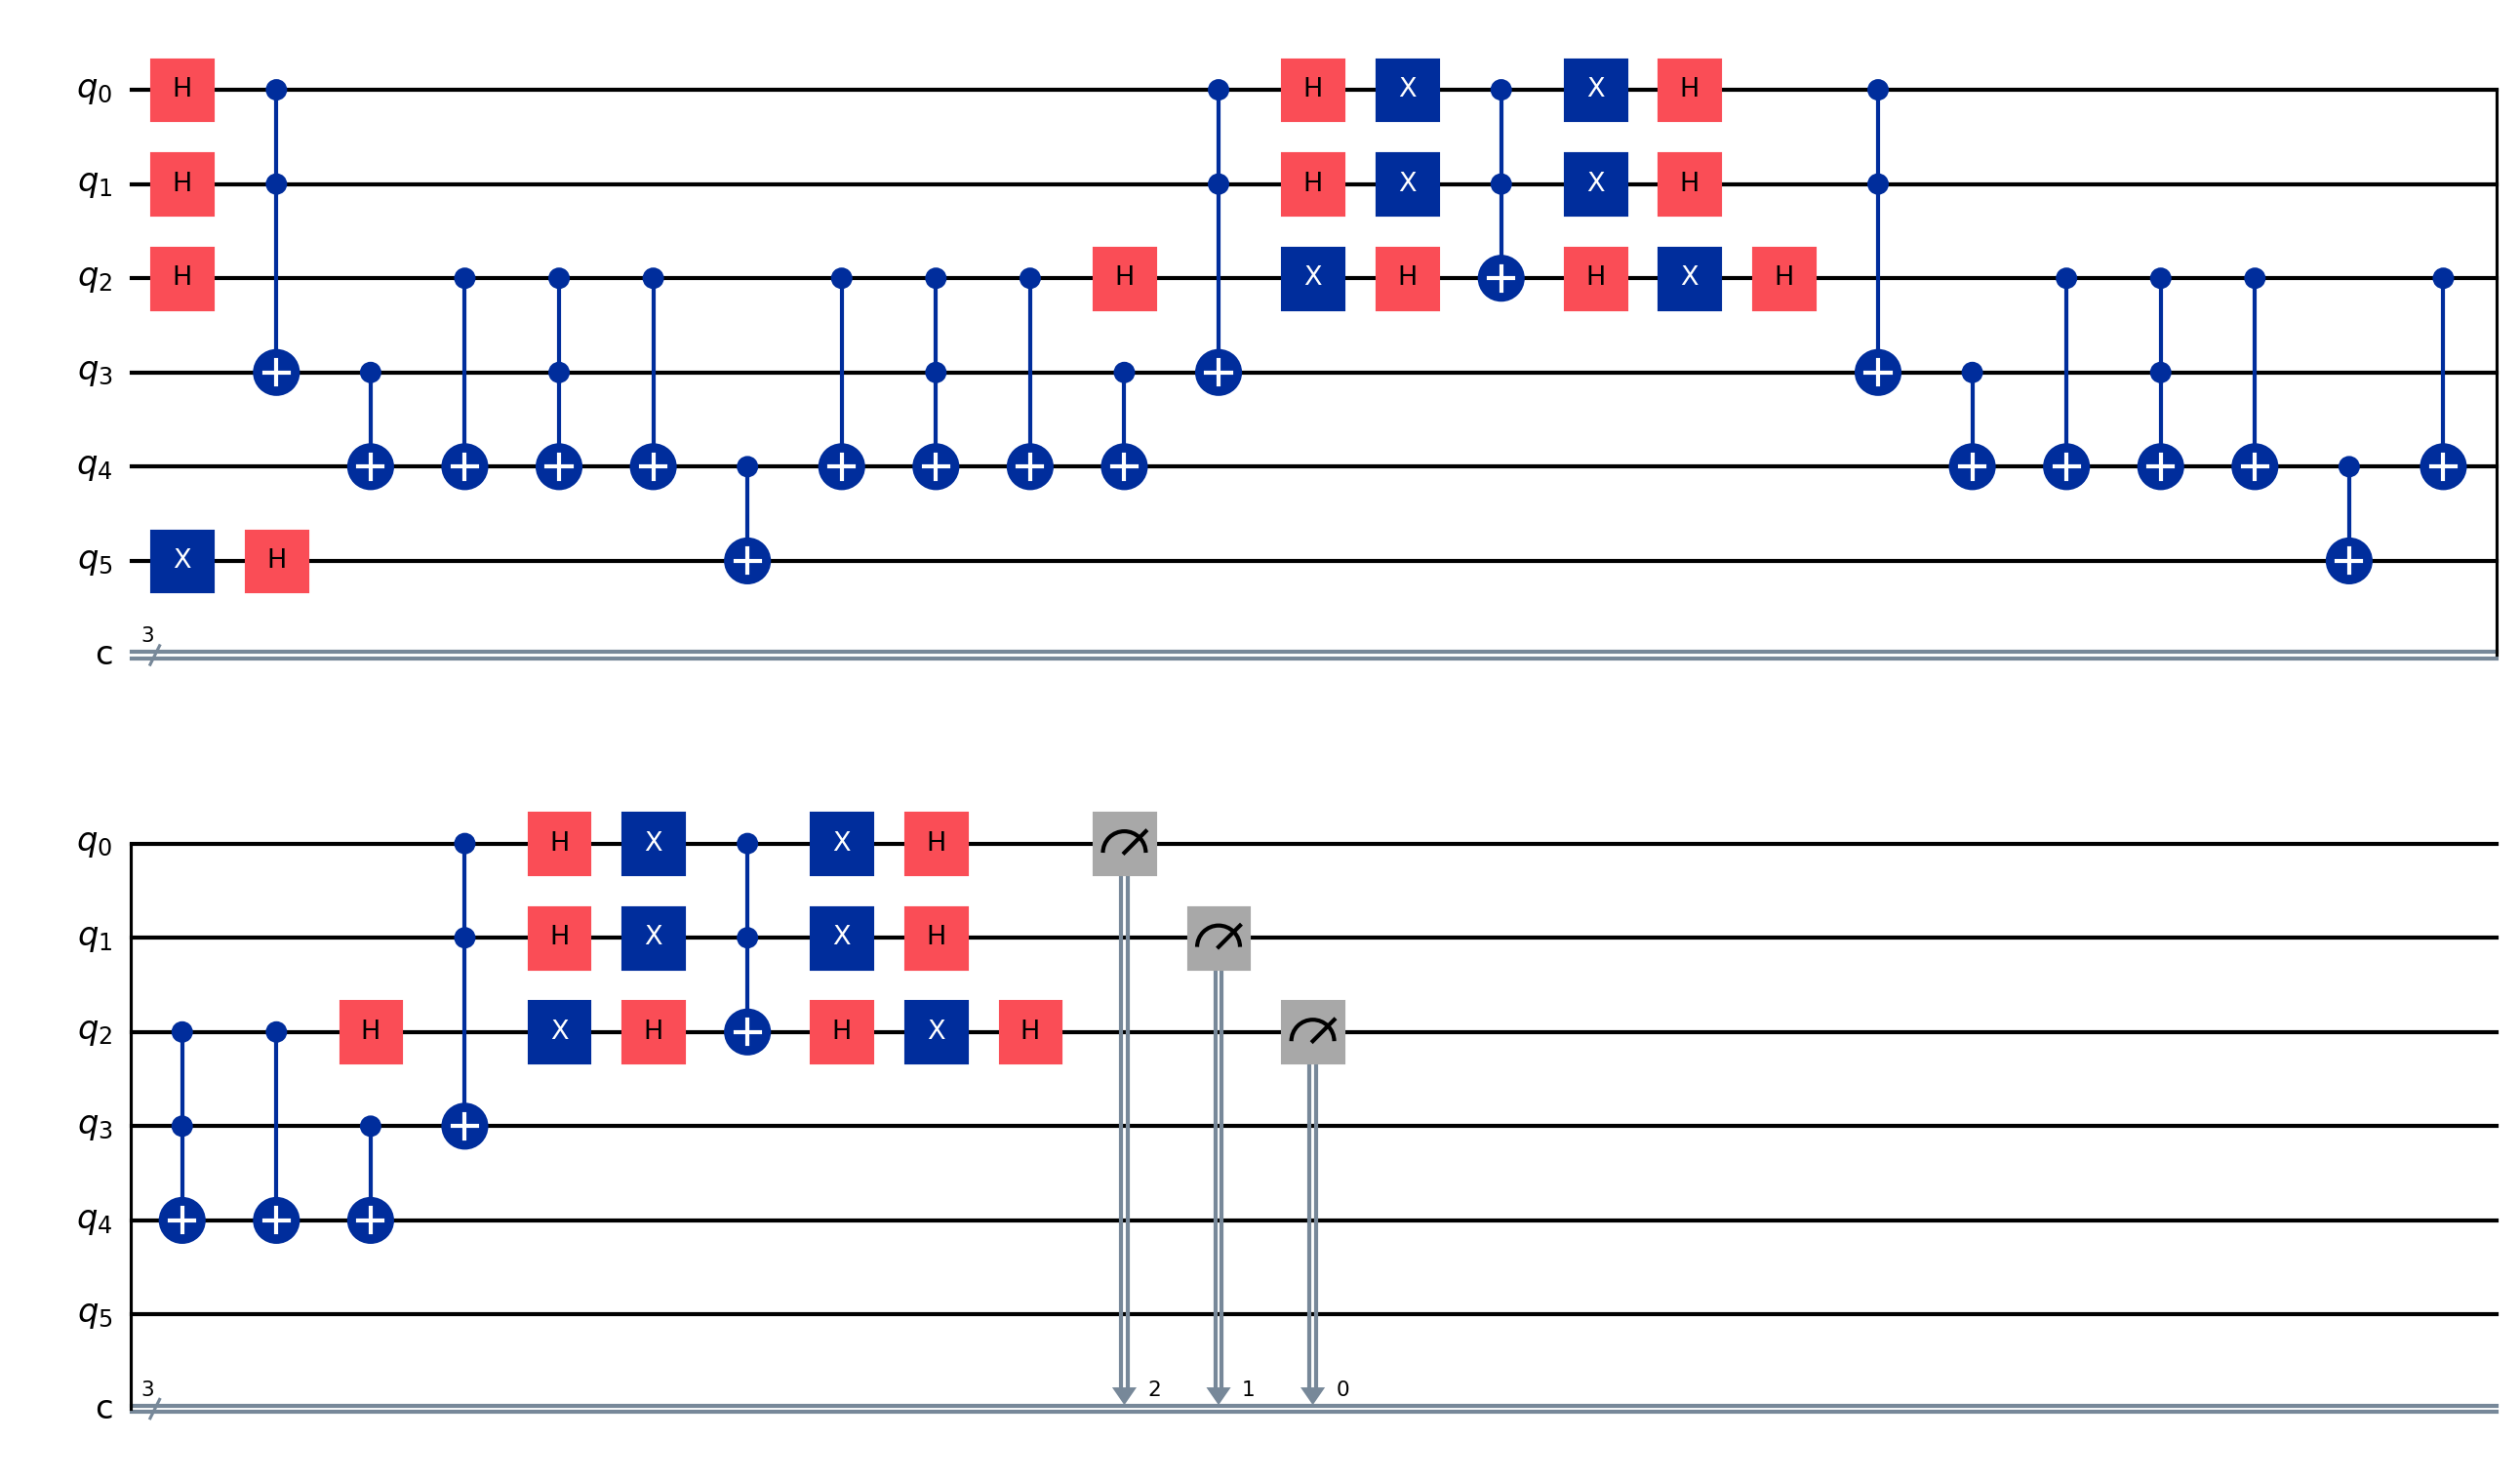 q0 H H X X H
q1 H H X X H
q2 H H X H H X H
q3
q4
q5 X H
c 3
q0 H X X H
q1 H X X H
q2 H X H H X H
q3
q4
q5
c 3 2 1 0